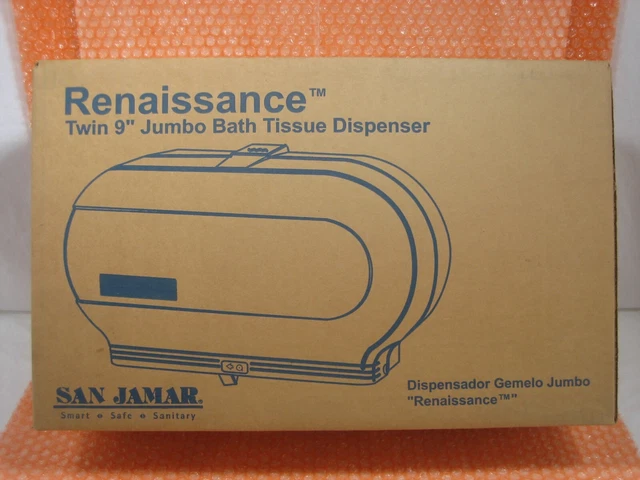 Renaissance™
Twin 9" Jumbo Bath Tissue Dispenser
SAN JAMAR.
Smart ⬥ Safe ⬥ Sanitary
Dispensador Gemelo Jumbo
"Renaissance™"